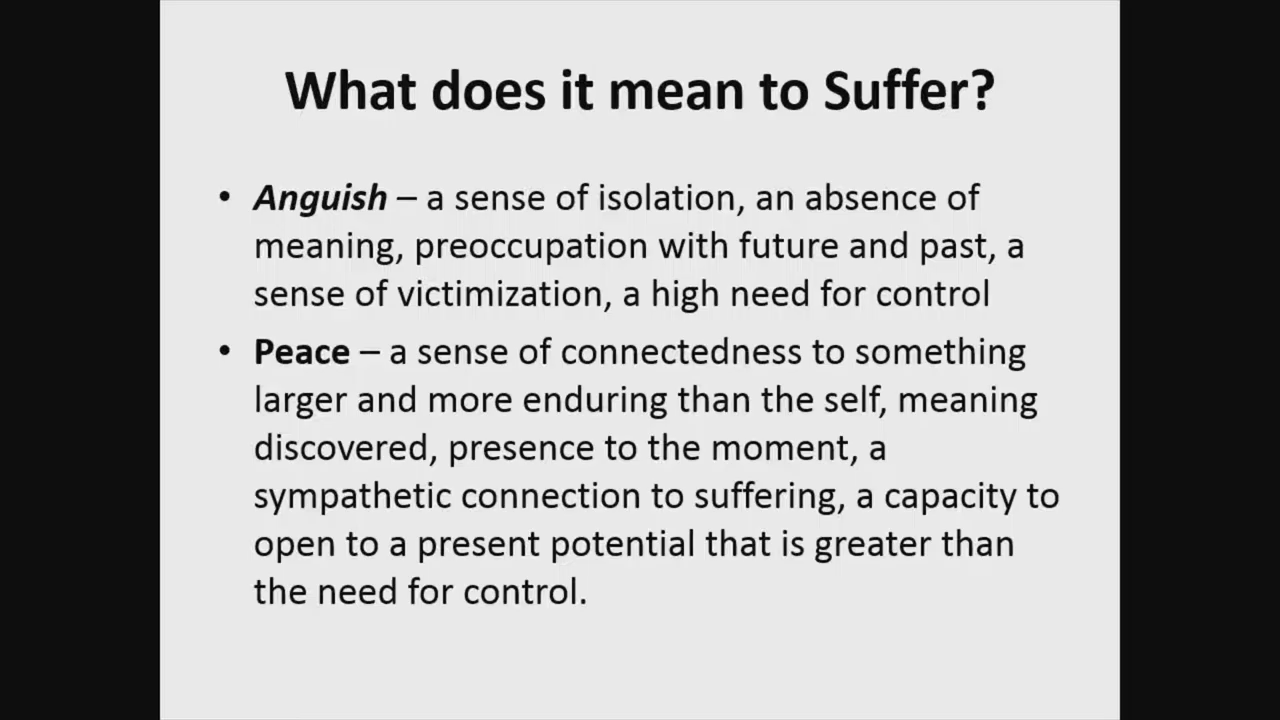 What does it mean to Suffer?
• Anguish – a sense of isolation, an absence of
meaning, preoccupation with future and past, a
sense of victimization, a high need for control
• Peace – a sense of connectedness to something
larger and more enduring than the self, meaning
discovered, presence to the moment, a
sympathetic connection to suffering, a capacity to
open to a present potential that is greater than
the need for control.